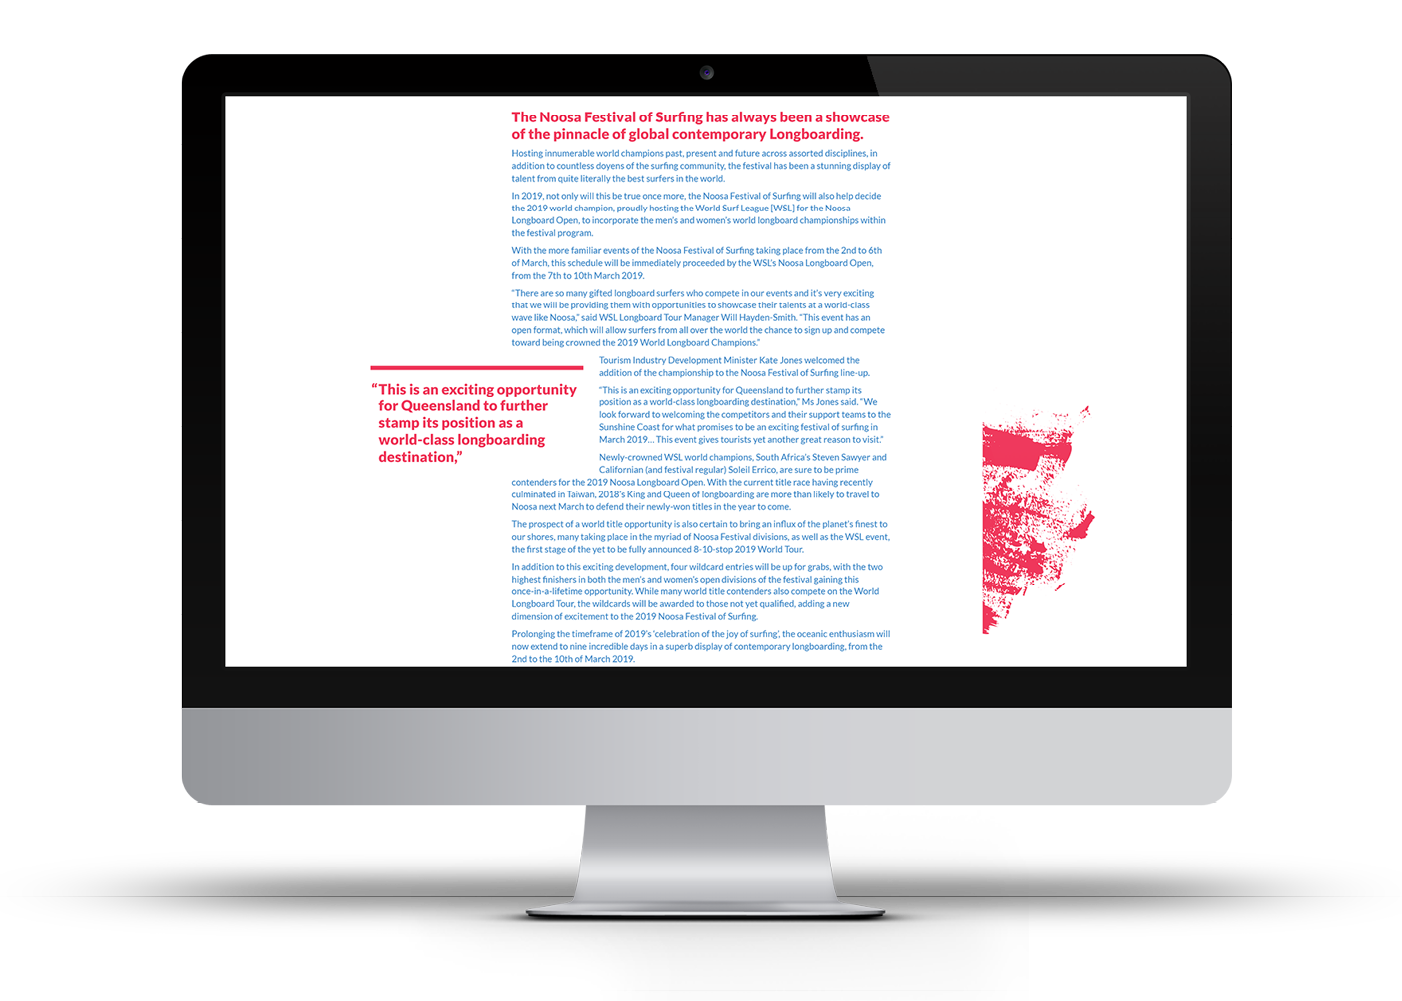 The Noosa Festival of Surfing has always been a showcase
of the pinnacle of global contemporary Longboarding.
Hosting innumerable world champions past, present and future across assorted disciplines, in
addition to countless doyens of the surfing community, the festival has been a stunning display of
talent from quite literally the best surfers in the world.
In 2019, not only will this be true once more, the Noosa Festival of Surfing will also help decide
the 2019 world champion, proudly hosting the World Surf League [WSL] for the Noosa
Longboard Open, to incorporate the men's and women's world longboard championships within
the festival program.
With the more familiar events of the Noosa Festival of Surfing taking place from the 2nd to 6th
of March, this schedule will be immediately proceeded by the WSL's Noosa Longboard Open,
from the 7th to 10th March 2019.
“There are so many gifted longboard surfers who compete in our events and it's very exciting
that we will be providing them with opportunities to showcase their talents at a world-class
wave like Noosa,” said WSL Longboard Tour Manager Will Hayden-Smith. “This event has an
open format, which will allow surfers from all over the world the chance to sign up and compete
toward being crowned the 2019 World Longboard Champions.”
“This is an exciting opportunity
for Queensland to further
stamp its position as a
world-class longboarding
destination,”
Tourism Industry Development Minister Kate Jones welcomed the
addition of the championship to the Noosa Festival of Surfing line-up.
“This is an exciting opportunity for Queensland to further stamp its
position as a world-class longboarding destination,” Ms Jones said. “We
look forward to welcoming the competitors and their support teams to the
Sunshine Coast for what promises to be an exciting festival of surfing in
March 2019… This event gives tourists yet another great reason to visit.”
Newly-crowned WSL world champions, South Africa's Steven Sawyer and
Californian (and festival regular) Soleil Errico, are sure to be prime
contenders for the 2019 Noosa Longboard Open. With the current title race having recently
culminated in Taiwan, 2018's King and Queen of longboarding are more than likely to travel to
Noosa next March to defend their newly-won titles in the year to come.
The prospect of a world title opportunity is also certain to bring an influx of the planet's finest to
our shores, many taking place in the myriad of Noosa Festival divisions, as well as the WSL event,
the first stage of the yet to be fully announced 8-10-stop 2019 World Tour.
In addition to this exciting development, four wildcard entries will be up for grabs, with the two
highest finishers in both the men's and women's open divisions of the festival gaining this
once-in-a-lifetime opportunity. While many world title contenders also compete on the World
Longboard Tour, the wildcards will be awarded to those not yet qualified, adding a new
dimension of excitement to the 2019 Noosa Festival of Surfing.
Prolonging the timeframe of 2019's ‘celebration of the joy of surfing’, the oceanic enthusiasm will
now extend to nine incredible days in a superb display of contemporary longboarding, from the
2nd to the 10th of March 2019.